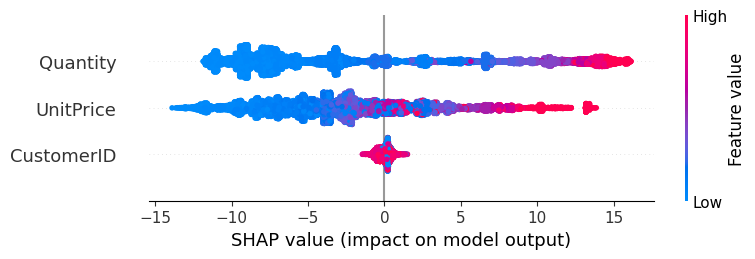 High
Quantity
UnitPrice
CustomerID
Feature value
Low
−15 −10 −5 0 5 10 15
SHAP value (impact on model output)